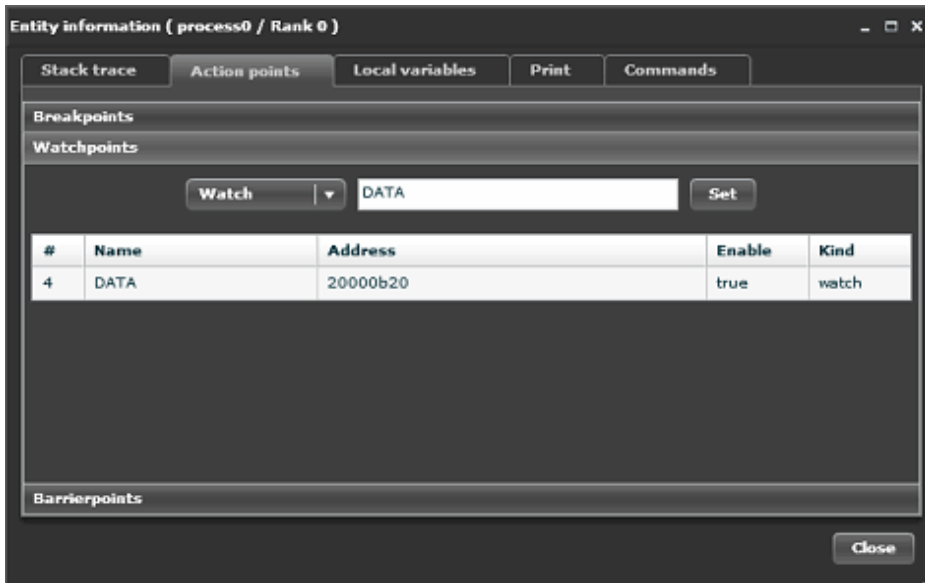 Entity information ( process0 / Rank 0 )
Stack trace Action points Local variables Print Commands
Breakpoints
Watchpoints
Watch DATA Set
# Name Address Enable Kind
4 DATA 20000b20 true watch
Barrierpoints
Close